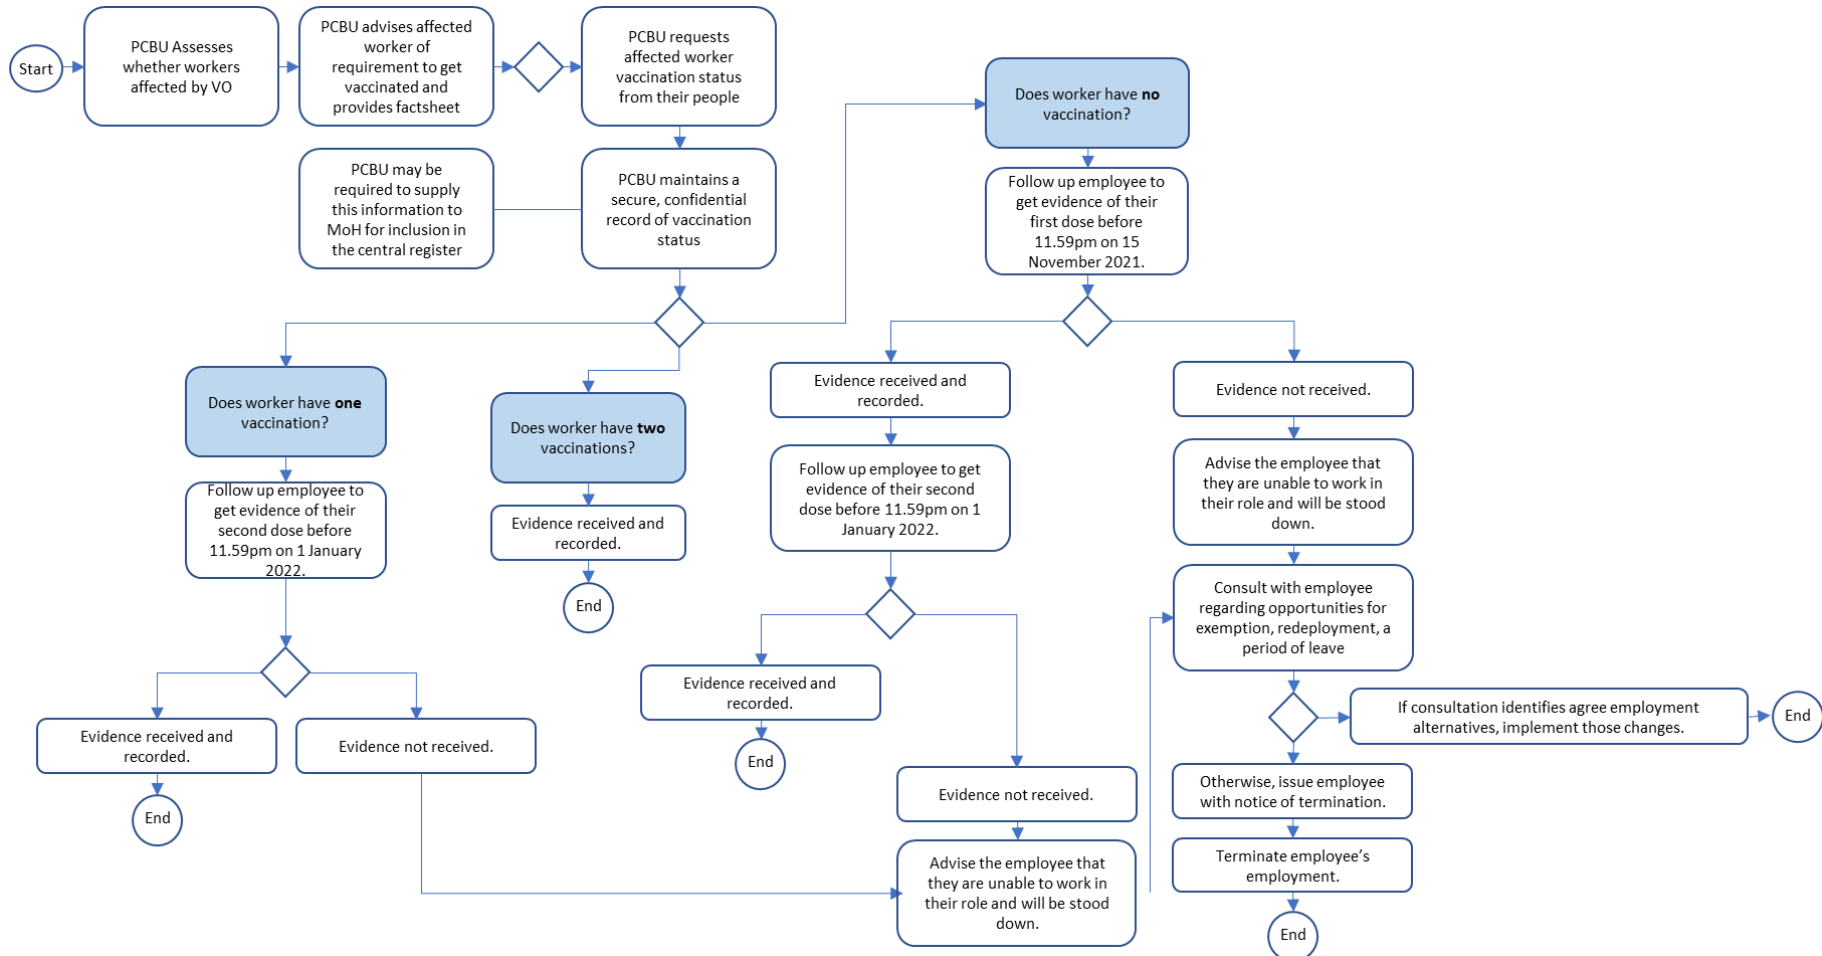 Start
PCBU Assesses
whether workers
affected by VO
PCBU advises affected
worker of
requirement to get
vaccinated and
provides factsheet
PCBU requests
affected worker
vaccination status
from their people
PCBU may be
required to supply
this information to
MoH for inclusion in
the central register
PCBU maintains a
secure, confidential
record of vaccination
status
Does worker have no
vaccination?
Follow up employee to
get evidence of their
first dose before
11.59pm on 15
November 2021.
Does worker have one
vaccination?
Follow up employee to
get evidence of their
second dose before
11.59pm on 1 January
2022.
Evidence received and
recorded.
End
Evidence not received.
Does worker have two
vaccinations?
Evidence received and
recorded.
End
Evidence received and
recorded.
Follow up employee to
get evidence of their second
dose before 11.59pm on 1
January 2022.
Evidence received and
recorded.
End
Evidence not received.
Advise the employee that
they are unable to work in
their role and will be stood
down.
Evidence not received.
Advise the employee that
they are unable to work in
their role and will be stood
down.
Consult with employee
regarding opportunities for
exemption, redeployment, a
period of leave
If consultation identifies agree employment
alternatives, implement those changes.
End
Otherwise, issue employee
with notice of termination.
Terminate employee's
employment.
End